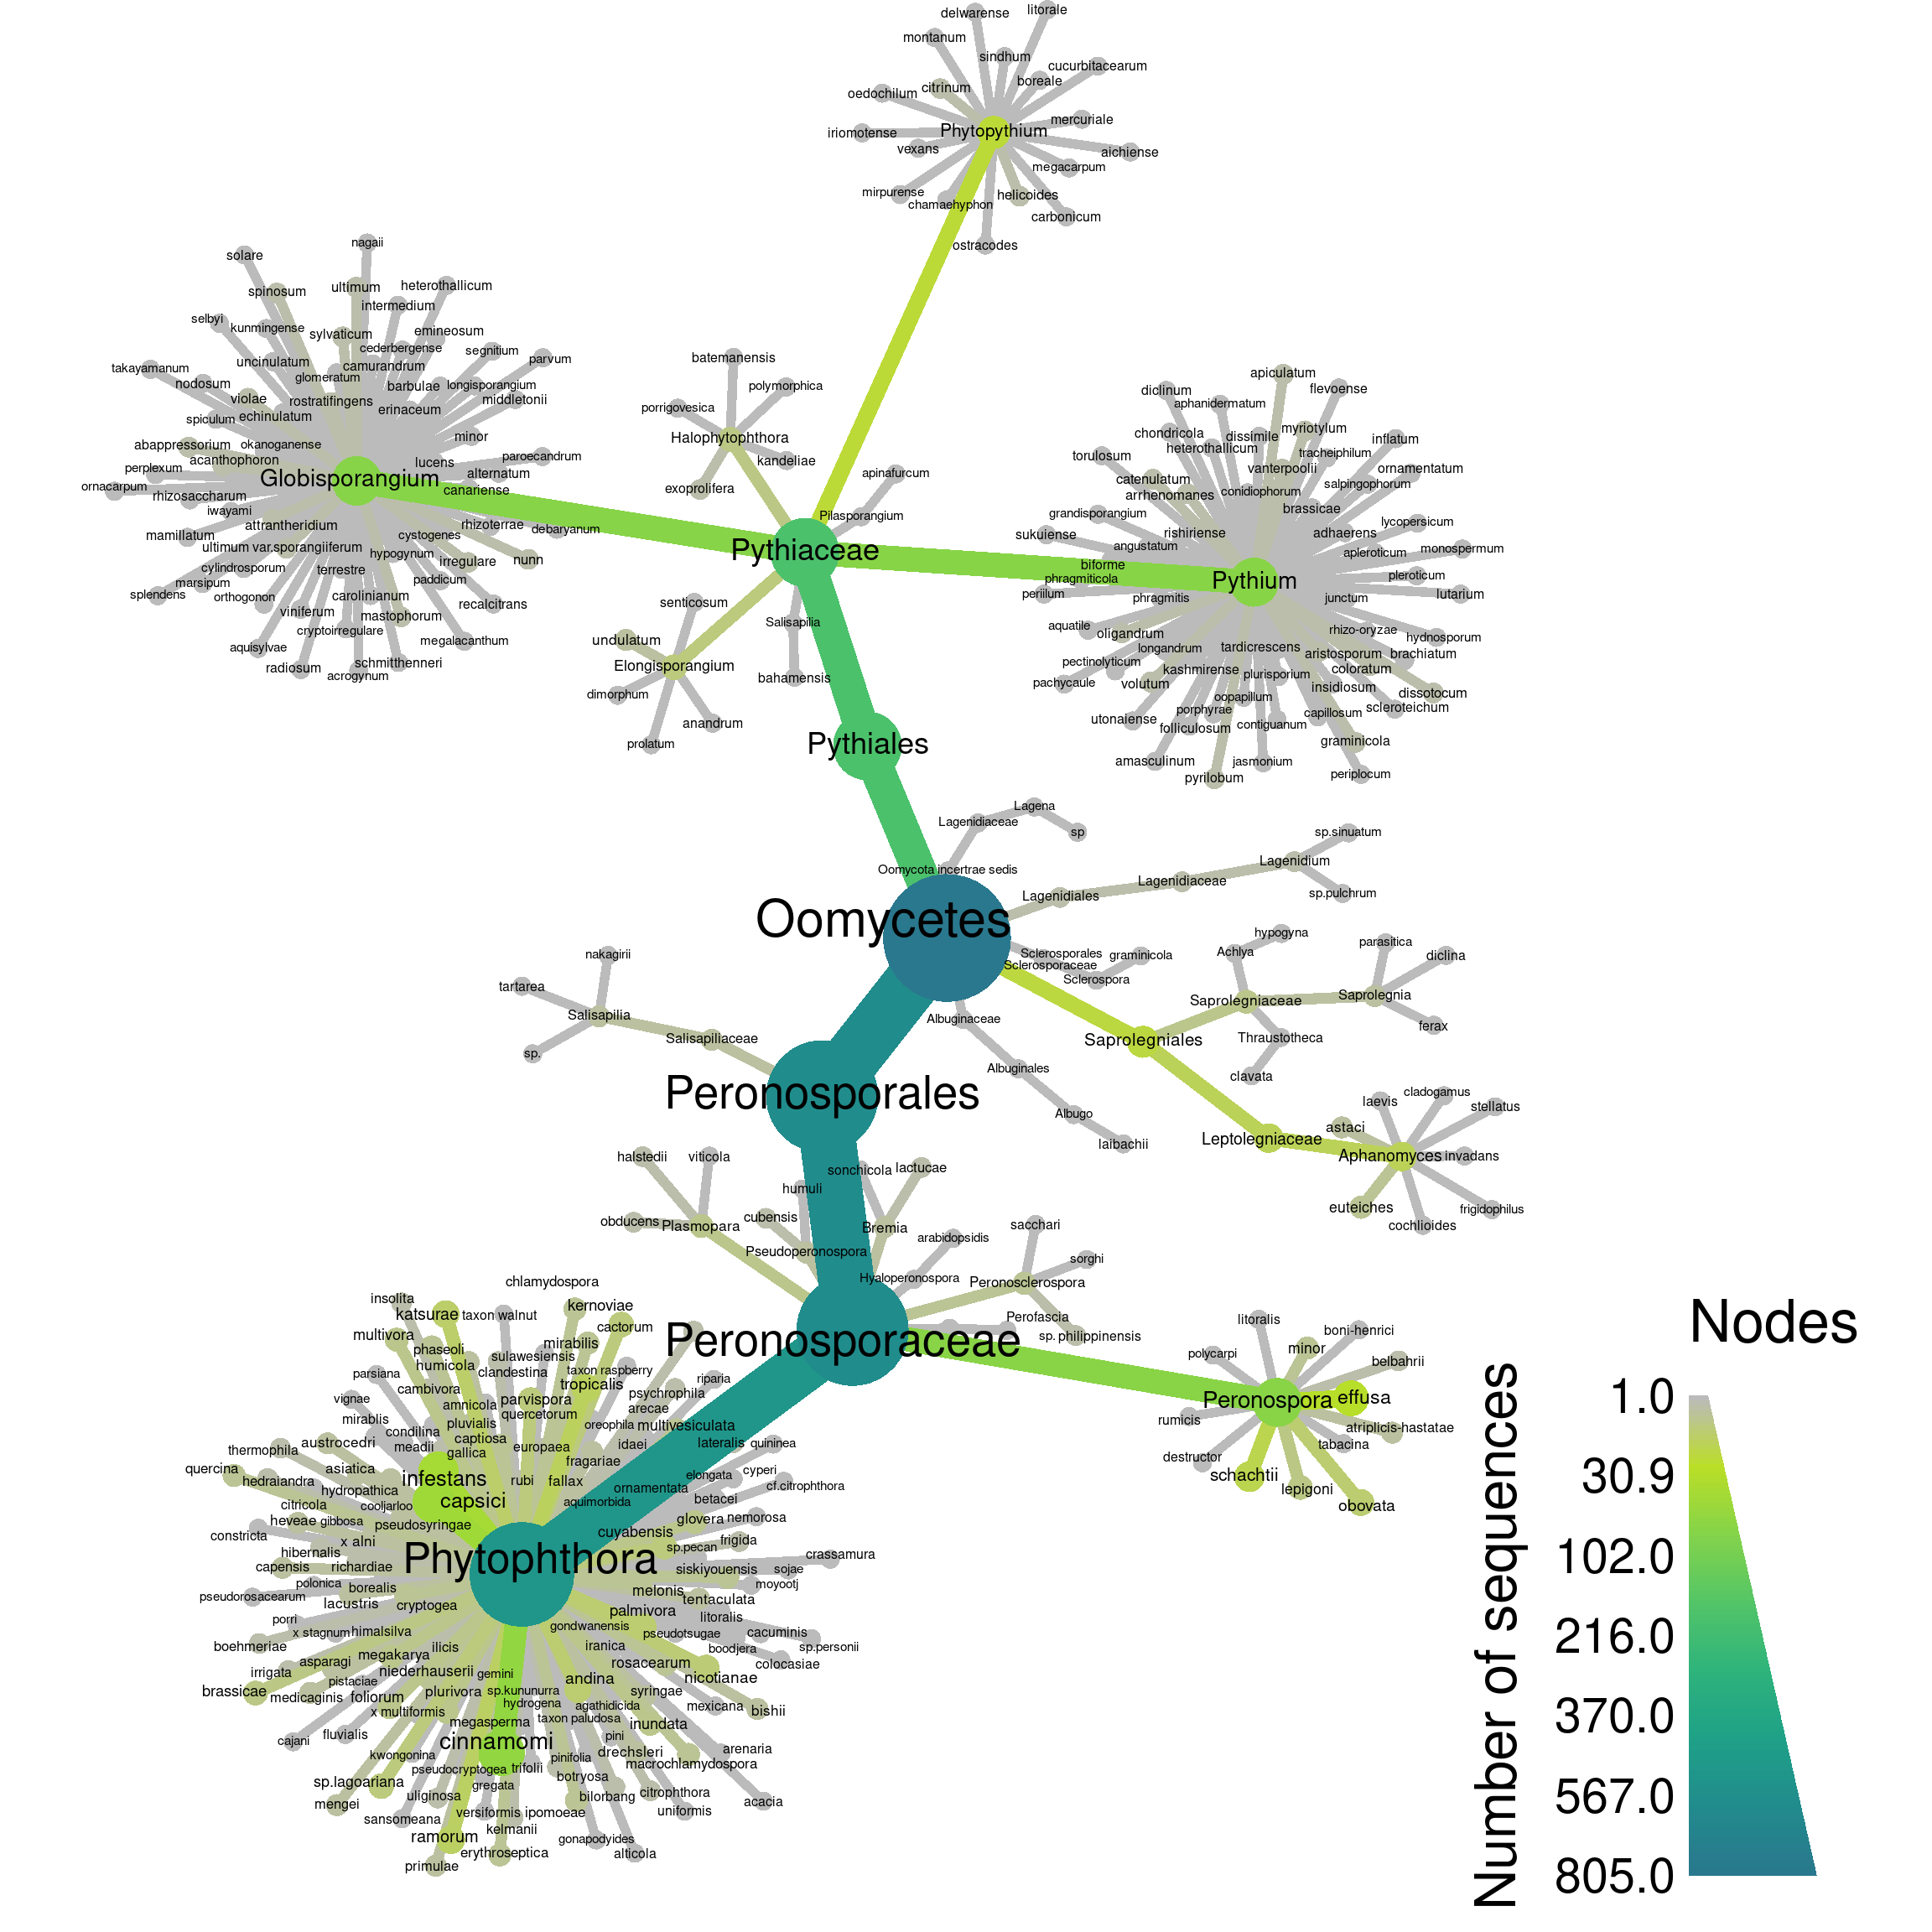 delwarense
litorale
montanum
sindhum
cucurbitacearum
boreale
citrinum
oedochilum
mercuriale
Phytopythium
iriomotense
vexans
aichiense
megacarpum
mirpurense
helicoides
chamaehyphon
carbonicum
ostracodes
nagaii
solare
heterothallicum
spinosum
ultimum
intermedium
selbyi
kunmingense
sylvaticum
emineosum
cederbergense
segnitium
parvum
uncinulatum
camurandrum
takayamanum
glomeratum
nodosum
barbulae
longisporangium
violae
rostratifingens
middletonii
erinaceum
spiculum
echinulatum
minor
abappressorium
okanoganense
acanthophoron
lucens
paroecandrum
perplexum
alternatum
Globisporangium
ornacarpum
canariense
rhizosaccharum
iwayami
attrantheridium
rhizoterrae
debaryanum
mamillatum
cystogenes
ultimum var.sporangiiferum
hypogynum
irregulare
nunn
cylindrosporum
terrestre
marsipum
paddicum
splendens
orthogonon
carolinianum
recalcitrans
viniferum
mastophorum
cryptoirregulare
megalacanthum
aquisylvae
radiosum
schmitthenneri
acrogynum
batemanensis
polymorphica
porrigovesica
Halophytophthora
kandeliae
exoprolifera
apinafurcum
Pilasporangium
Pythiaceae
senticosum
Salisapilia
undulatum
Elongisporangium
bahamensis
dimorphum
anandrum
prolatum
Pythiales
apiculatum
diclinum
flevoense
aphanidermatum
chondricola
dissimile
myriotylum
heterothallicum
inflatum
tracheiphilum
torulosum
vanterpoolii
ornamentatum
catenulatum
salpingophorum
arrhenomanes
conidiophorum
brassicae
grandisporangium
lycopersicum
sukuiense
rishiriense
adhaerens
angustatum
apleroticum
monospermum
biforme
phragmiticola
Pythium
pleroticum
periilum
phragmitis
junctum
lutarium
aquatile
oligandrum
rhizo-oryzae
hydnosporum
longandrum
tardicrescens
aristosporum
brachiatum
pectinolyticum
kashmirense
coloratum
plurisporium
pachycaule
volutum
insidiosum
dissotocum
oopapillum
scleroteichum
porphyrae
capillosum
utonaiense
folliculosum
contiguanum
graminicola
amasculinum
jasmonium
pyrilobum
periplocum
Lagena
Lagenidiaceae
sp
Oomycota incertrae sedis
sp.sinuatum
Lagenidium
Lagenidiaceae
Lagenidiales
sp.pulchrum
Oomycetes
hypogyna
Achlya
parasitica
Sclerosporales
graminicola
diclina
Sclerosporaceae
Sclerospora
Saprolegniaceae
Saprolegnia
Albuginaceae
ferax
Saprolegniales
Thraustotheca
Albuginales
clavata
Albugo
laibachii
nakagirii
tartarea
Salisapilia
Salisapiliaceae
sp.
Peronosporales
cladogamus
laevis
stellatus
astaci
Leptolegniaceae
Aphanomyces
invadans
euteiches
frigidophilus
cochlioides
halstedii
viticola
sonchicola
lactucae
humuli
obducens
Plasmopara
cubensis
Bremia
arabidopsidis
Pseudoperonospora
sacchari
sorghi
Hyaloperonospora
Peronosclerospora
Perofascia
sp.
philippinensis
Peronosporaceae
litoralis
boni-henrici
minor
polycarpi
belbahrii
Peronospora
effusa
rumicis
atriplicis-hastatae
tabacina
destructor
schachtii
lepigoni
obovata
chlamydospora
insolita
kernoviae
katsurae
taxon walnut
cactorum
multivora
mirabilis
phaseoli
sulawesiensis
humicola
clandestina
taxon raspberry
parsiana
riparia
tropicalis
cambivora
psychrophila
vignae
amnicola
parvispora
arecae
quercetorum
mirablis
pluvialis
oreophila
multivesiculata
condilina
captiosa
austrocedri
meadii
gallica
europaea
idaei
lateralis
quininea
thermophila
fragariae
quercina
asiatica
infestans
rubi
fallax
elongata
cyperi
hedraiandra
hydropathica
ornamentata
cf.citrophthora
citricola
cooljarloo
capsici
aquimorbida
betacei
heveae
gibbosa
pseudosyringae
glovera
nemorosa
constricta
cuyabensis
x alni
frigida
hibernalis
sp.pecan
Phytophthora
crassamura
capensis
richardiae
siskiyouensis
sojae
polonica
borealis
moyootj
pseudorosacearum
melonis
tentaculata
lacustris
cryptogea
palmivora
litoralis
porri
gondwanensis
x stagnum
himalsilva
pseudotsugae
cacuminis
boehmeriae
ilicis
iranica
boodjera
sp.personii
megakarya
asparagi
rosacearum
colocasiae
irrigata
niederhauserii
gemini
andina
nicotianae
pistaciae
brassicae
foliorum
plurivora
sp.kununurra
syringae
medicaginis
hydrogena
agathidicida
mexicana
x multiformis
bishii
megasperma
taxon paludosa
inundata
fluvialis
cajani
cinnamomi
pini
arenaria
kwongonina
pinifolia
drechsleri
macrochlamydospora
pseudocryptogea
trifolii
botryosa
sp.lagoariana
gregata
citrophthora
uliginosa
bilorbang
mengei
acacia
versiformis
ipomoeae
uniformis
sansomeana
kelmanii
ramorum
gonapodyides
erythroseptica
alticola
primulae
Nodes
Number of sequences
1.0
30.9
102.0
216.0
370.0
567.0
805.0